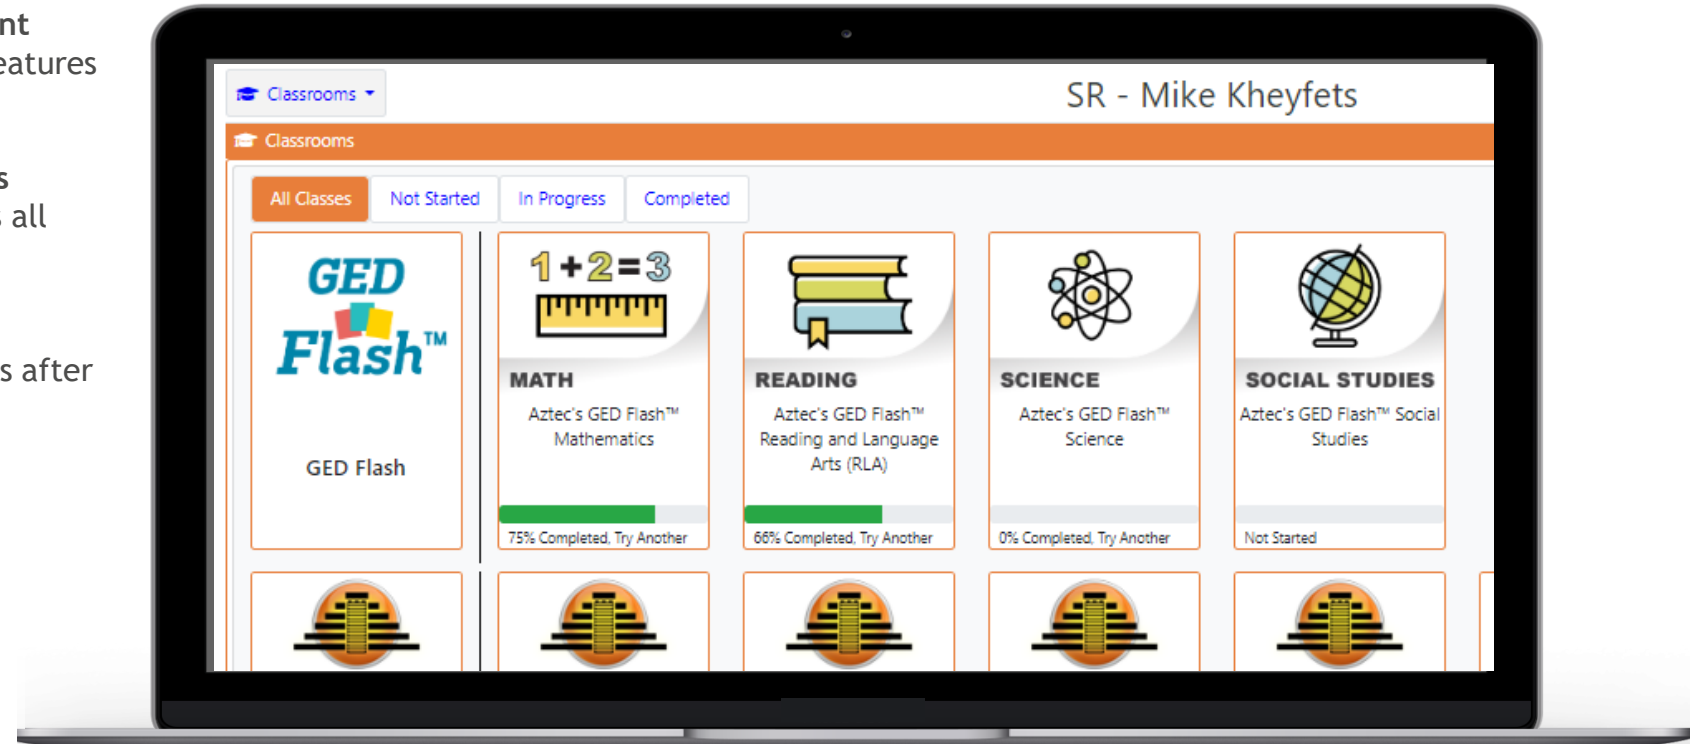 nt
eatures
s
all
s after
Classrooms
SR - Mike Kheyfets
Classrooms
All Classes
Not Started
In Progress
Completed
GED
Flash™
GED Flash
1+2=3
MATH
Aztec's GED Flash™
Mathematics
75% Completed, Try Another
READING
Aztec's GED Flash™
Reading and Language
Arts (RLA)
66% Completed, Try Another
SCIENCE
Aztec's GED Flash™
Science
0% Completed, Try Another
SOCIAL STUDIES
Aztec's GED Flash™ Social
Studies
Not Started